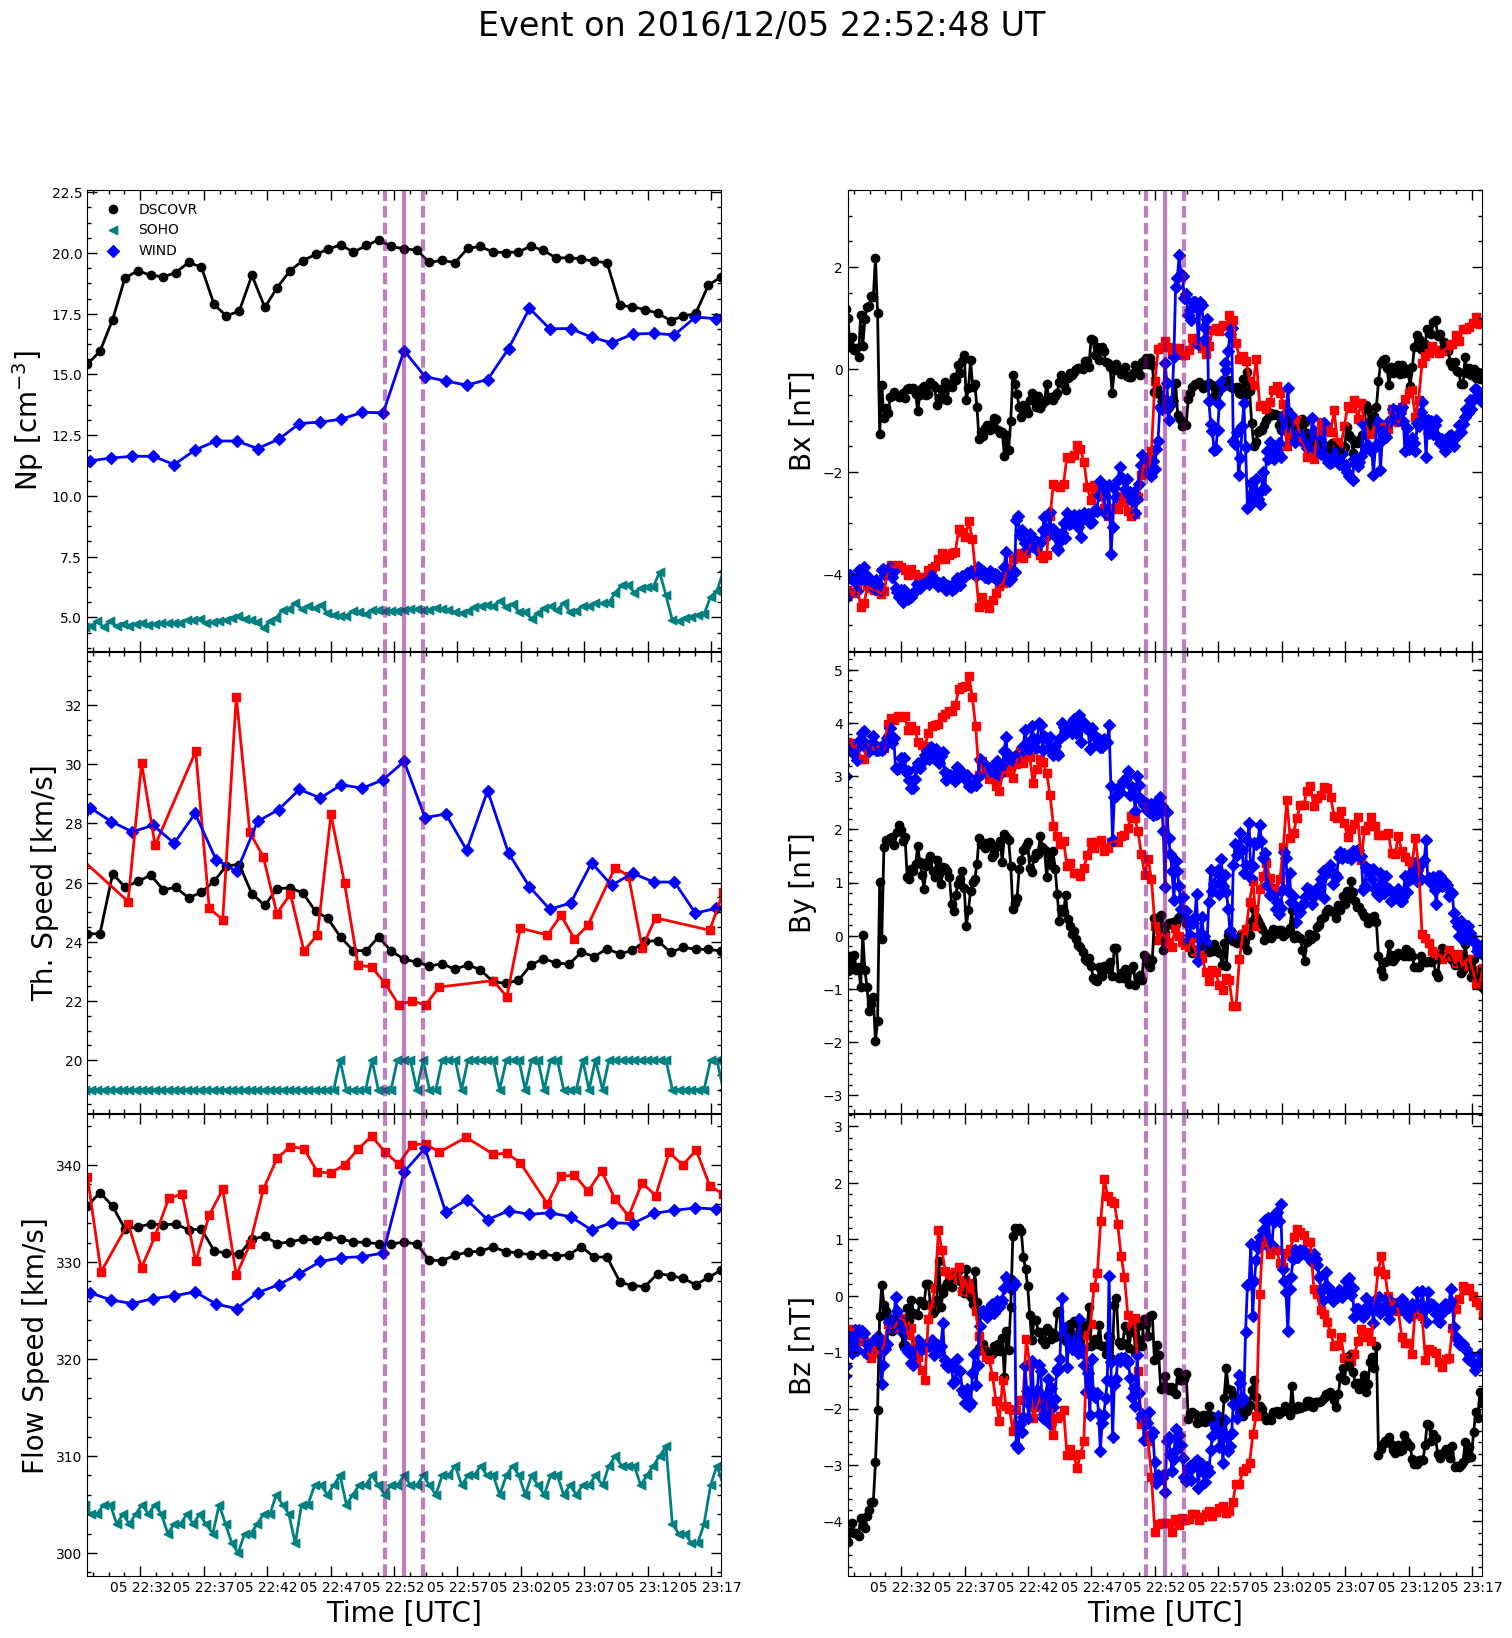 Event on 2016/12/05 22:52:48 UT
DSCOVR
SOHO
WIND
Np [cm⁻³]
22.5
20.0
17.5
15.0
12.5
10.0
7.5
5.0
Th. Speed [km/s]
32
30
28
26
24
22
20
Flow Speed [km/s]
340
330
320
310
300
05 22:32 05 22:37 05 22:42 05 22:47 05 22:52 05 22:57 05 23:02 05 23:07 05 23:12 05 23:17
Time [UTC]
Bx [nT]
2
0
−2
−4
By [nT]
5
4
3
2
1
0
−1
−2
−3
Bz [nT]
3
2
1
0
−1
−2
−3
−4
05 22:32 05 22:37 05 22:42 05 22:47 05 22:52 05 22:57 05 23:02 05 23:07 05 23:12 05 23:17
Time [UTC]